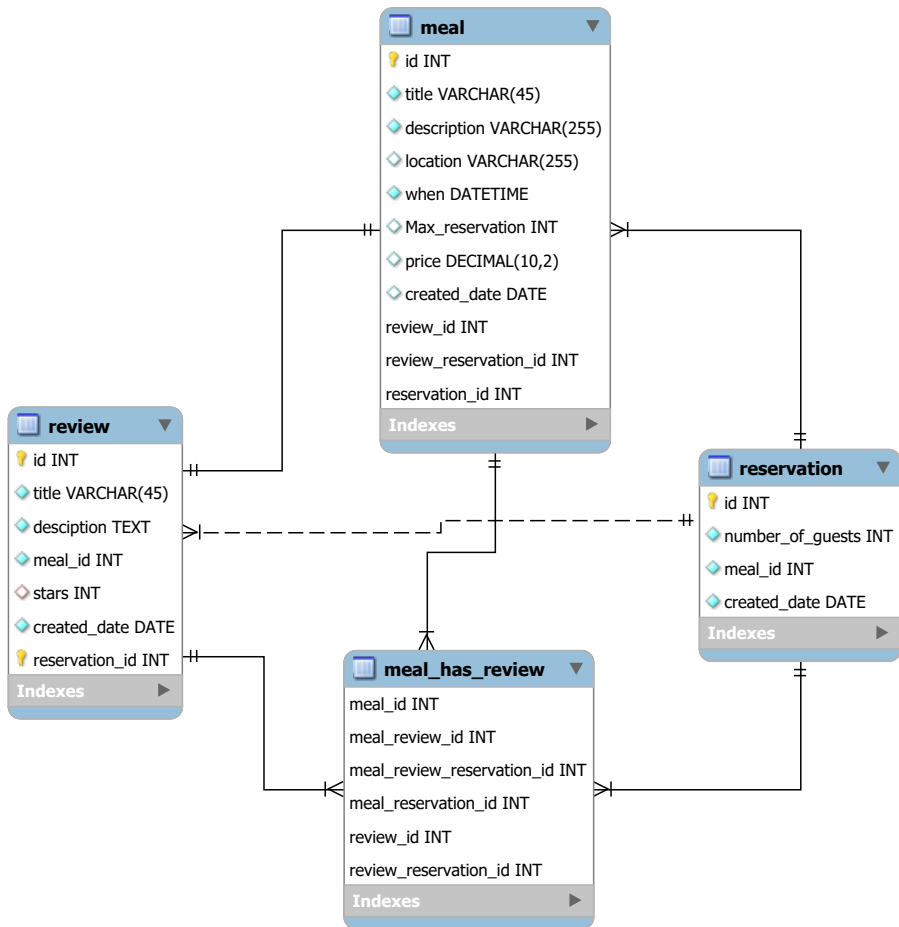 meal
id INT
title VARCHAR(45)
description VARCHAR(255)
location VARCHAR(255)
when DATETIME
Max_reservation INT
price DECIMAL(10,2)
created_date DATE
review_id INT
review_reservation_id INT
reservation_id INT
Indexes
review
id INT
title VARCHAR(45)
desciption TEXT
meal_id INT
stars INT
created_date DATE
reservation_id INT
Indexes
reservation
id INT
number_of_guests INT
meal_id INT
created_date DATE
Indexes
meal_has_review
meal_id INT
meal_review_id INT
meal_review_reservation_id INT
meal_reservation_id INT
review_id INT
review_reservation_id INT
Indexes